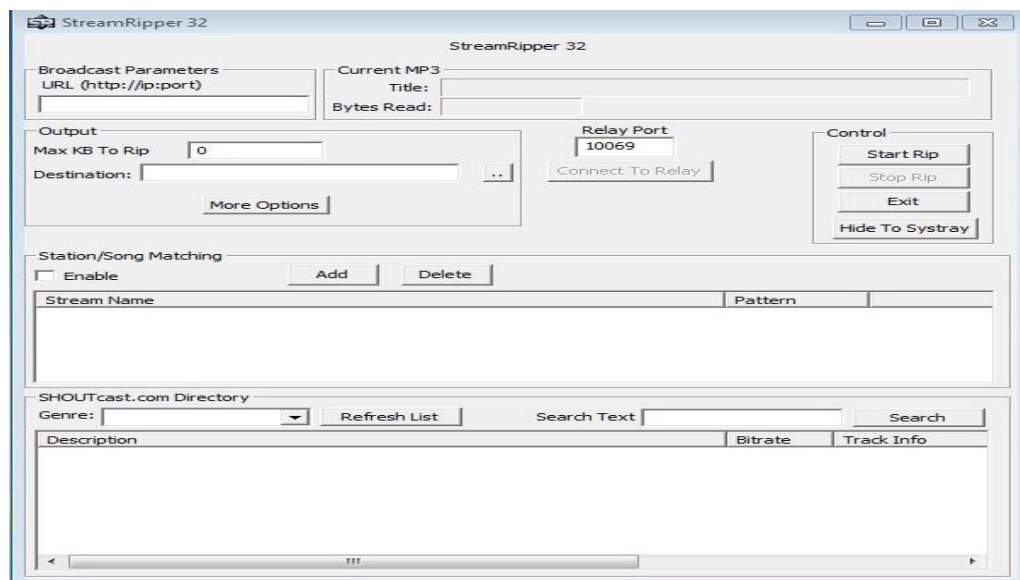 StreamRipper 32
StreamRipper 32
Broadcast Parameters
URL (http://ip:port)
Current MP3
Title:
Bytes Read:
Output
Max KB To Rip 0
Destination: ..
More Options
Relay Port
10069
Connect To Relay
Control
Start Rip
Stop Rip
Exit
Hide To Systray
Station/Song Matching
Enable Add Delete
Stream Name Pattern
SHOUTcast.com Directory
Genre: Refresh List Search Text Search
Description Bitrate Track Info